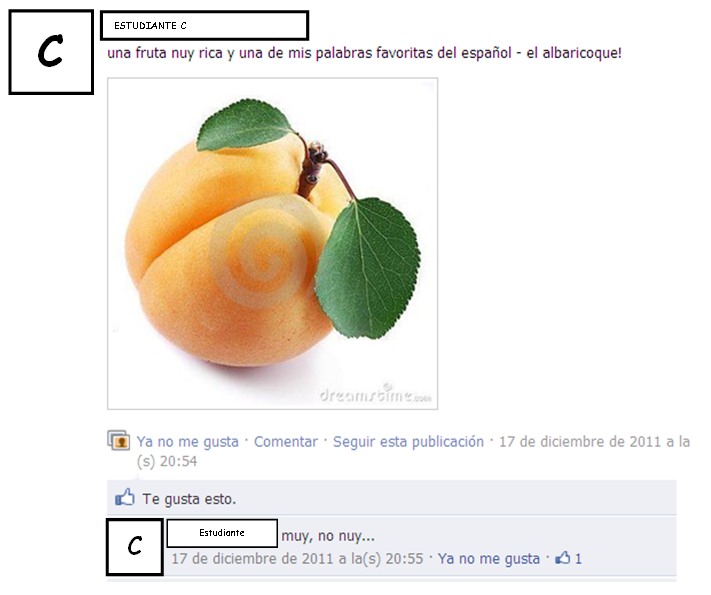 C
ESTUDIANTE C
una fruta nuy rica y una de mis palabras favoritas del español - el albaricoque!
dreamstime.com
Ya no me gusta · Comentar · Seguir esta publicación · 17 de diciembre de 2011 a la
(s) 20:54
Te gusta esto.
C
Estudiante
muy, no nuy...
17 de diciembre de 2011 a la(s) 20:55 · Ya no me gusta · 1